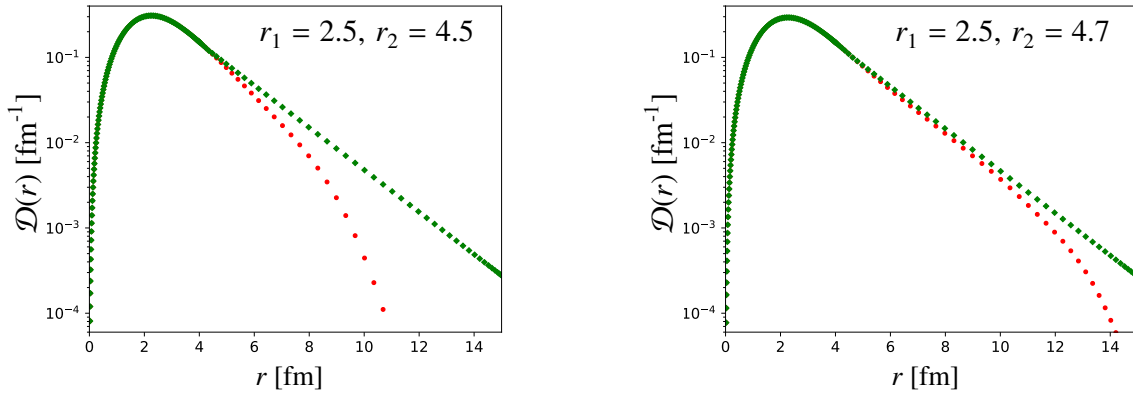 r₁ = 2.5, r₂ = 4.5
10⁻¹
10⁻²
10⁻³
10⁻⁴
𝒟(r) [fm⁻¹]
0 2 4 6 8 10 12 14
r [fm]
r₁ = 2.5, r₂ = 4.7
10⁻¹
10⁻²
10⁻³
10⁻⁴
𝒟(r) [fm⁻¹]
0 2 4 6 8 10 12 14
r [fm]